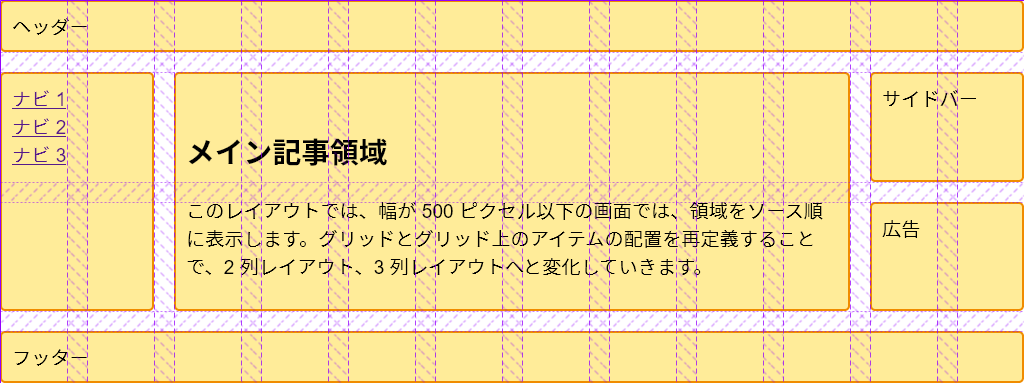 ヘッダー
ナビ 1
ナビ 2
ナビ 3
メイン記事領域
このレイアウトでは、幅が 500 ピクセル以下の画面では、領域をソース順
に表示します。グリッドとグリッド上のアイテムの配置を再定義すること
で、2 列レイアウト、3 列レイアウトへと変化していきます。
サイドバー
広告
フッター